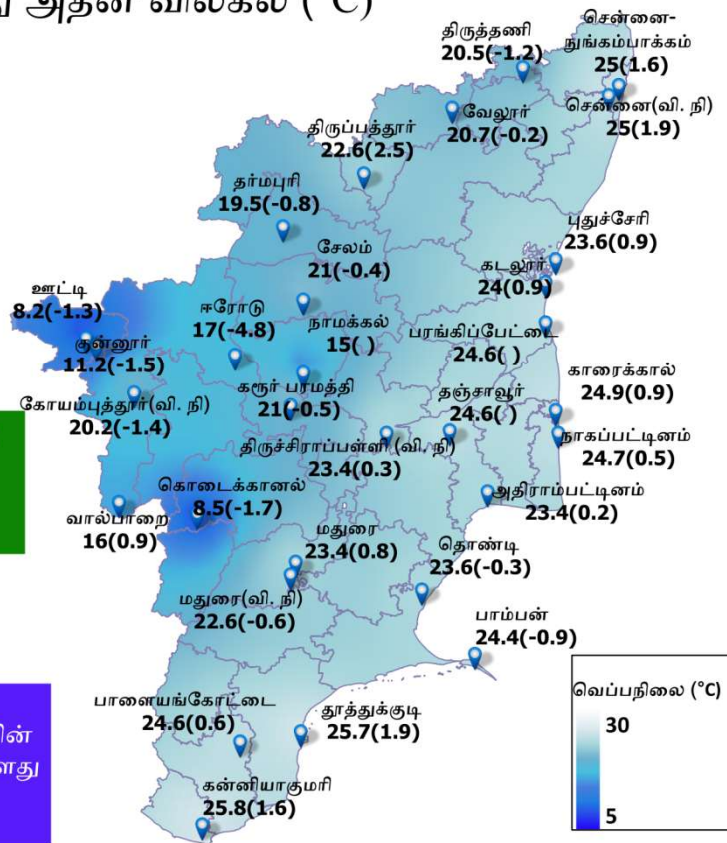 அதன் விலகல் (°C)
திருத்தணி
20.5(-1.2)
சென்னை-
நுங்கம்பாக்கம்
25(1.6)
சென்னை(வி. நி)
25(1.9)
வேலூர்
20.7(-0.2)
திருப்பத்தூர்
22.6(2.5)
தர்மபுரி
19.5(-0.8)
புதுச்சேரி
23.6(0.9)
சேலம்
21(-0.4)
கடலூர்
24(0.9)
ஊட்டி
8.2(-1.3)
ஈரோடு
17(-4.8)
நாமக்கல்
15( )
பரங்கிப்பேட்டை
24.6( )
குன்னூர்
11.2(-1.5)
காரைக்கால்
24.9(0.9)
கரூர் பரமத்தி
21(-0.5)
தஞ்சாவூர்
24.6( )
கோயம்புத்தூர்(வி. நி)
20.2(-1.4)
திருச்சிராப்பள்ளி (வி. நி)
23.4(0.3)
நாகப்பட்டினம்
24.7(0.5)
கொடைக்கானல்
8.5(-1.7)
அதிராம்பட்டினம்
23.4(0.2)
வால்பாறை
16(0.9)
மதுரை
23.4(0.8)
தொண்டி
23.6(-0.3)
மதுரை(வி. நி)
22.6(-0.6)
பாம்பன்
24.4(-0.9)
பாளையங்கோட்டை
24.6(0.6)
தூத்துக்குடி
25.7(1.9)
கன்னியாகுமரி
25.8(1.6)
வெப்பநிலை (°C)
30
5